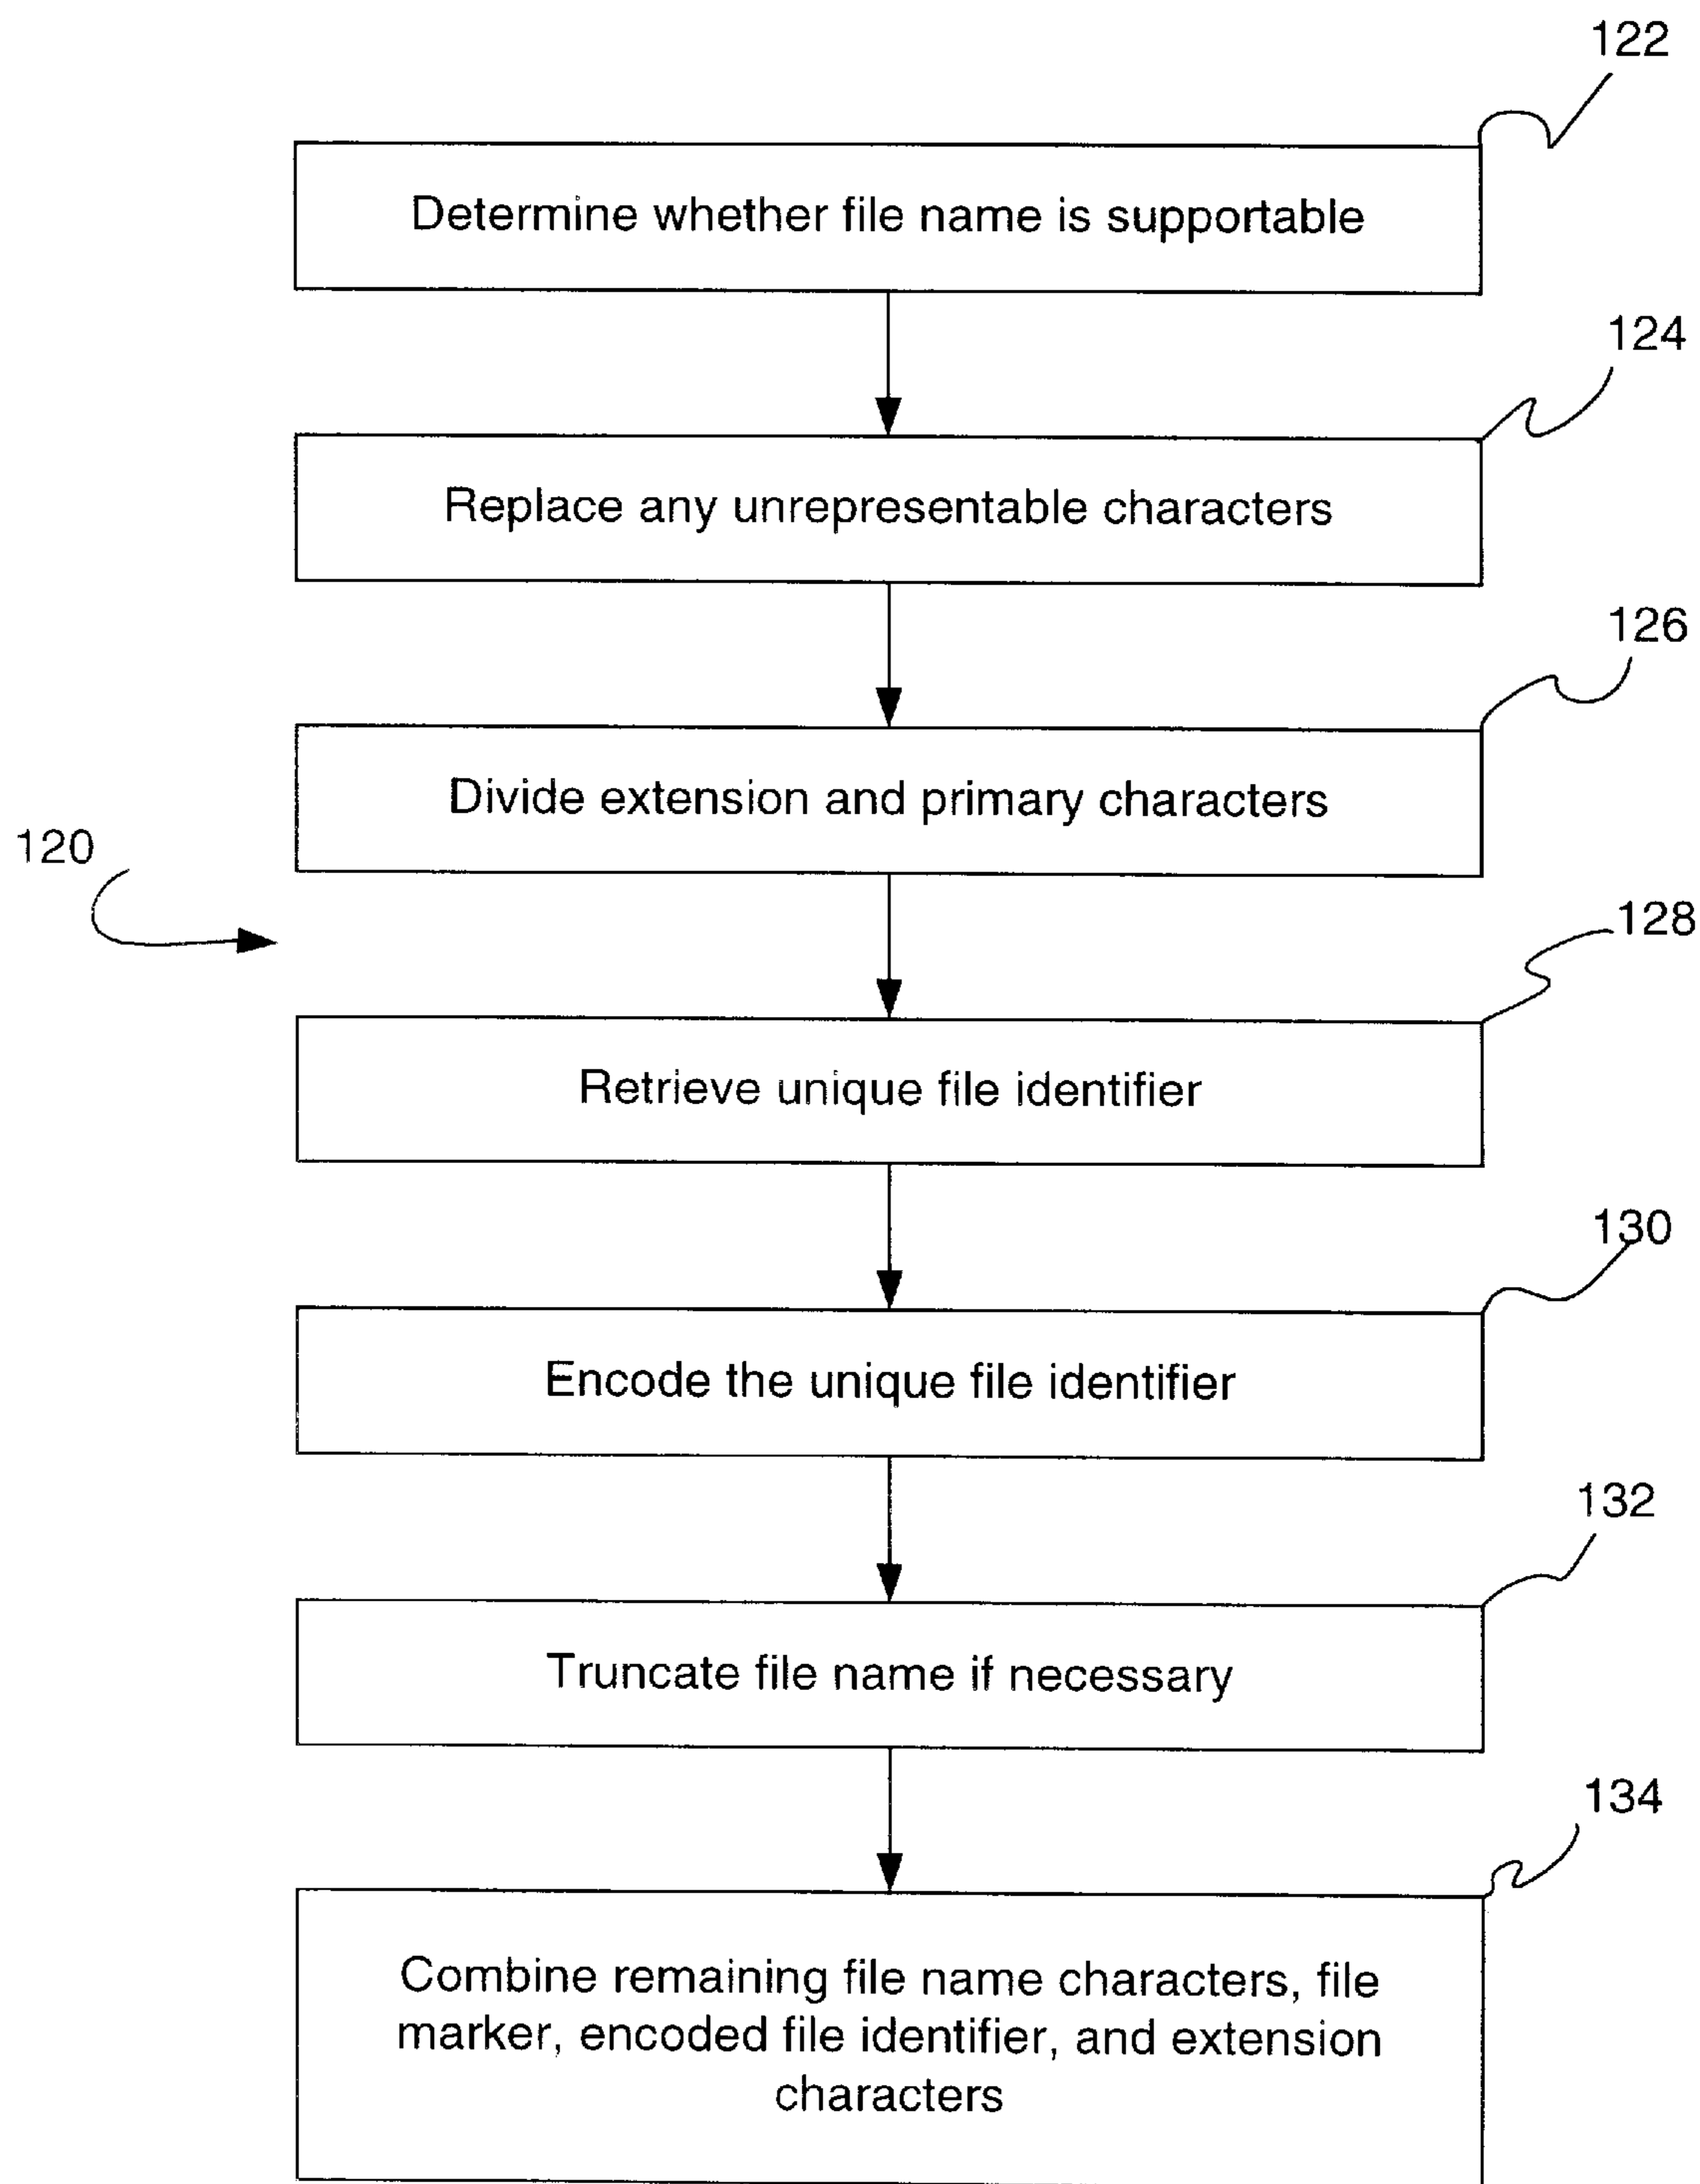 122
Determine whether file name is supportable
124
Replace any unrepresentable characters
126
Divide extension and primary characters
120
128
Retrieve unique file identifier
130
Encode the unique file identifier
132
Truncate file name if necessary
134
Combine remaining file name characters, file
marker, encoded file identifier, and extension
characters